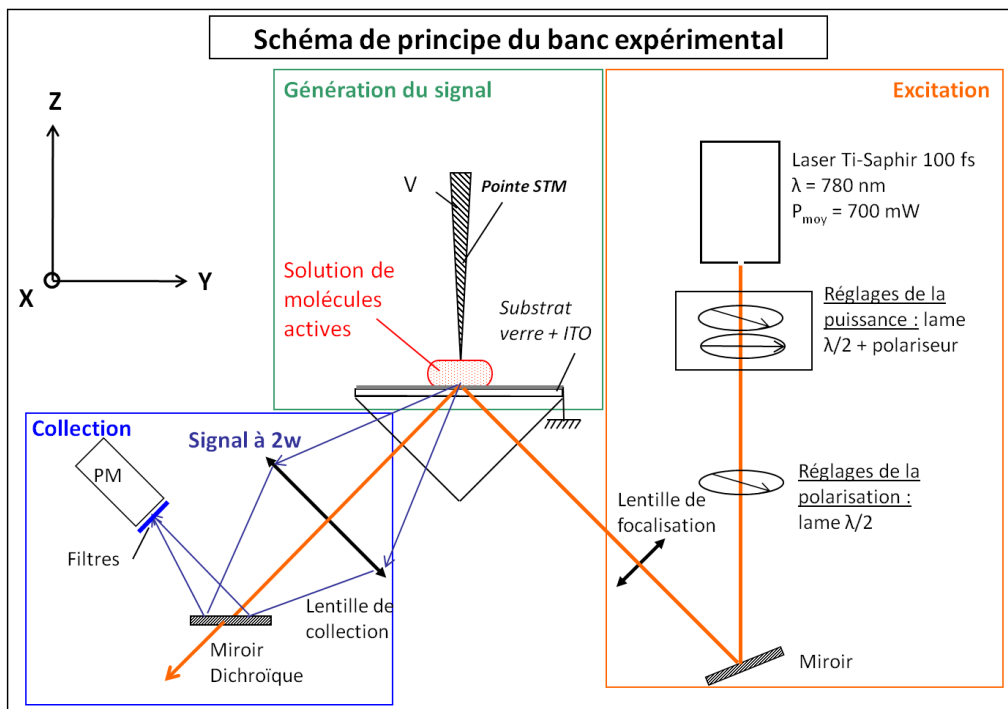 Schéma de principe du banc expérimental
Génération du signal
Excitation
Z
Y
X
V
Pointe STM
Solution de
molécules
actives
Substrat
verre + ITO
Laser Ti-Saphir 100 fs
λ = 780 nm
Pmoy = 700 mW
Réglages de la
puissance : lame
λ/2 + polariseur
Réglages de la
polarisation :
lame λ/2
Lentille de
focalisation
Miroir
Collection
Signal à 2w
PM
Filtres
Lentille de
collection
Miroir
Dichroïque